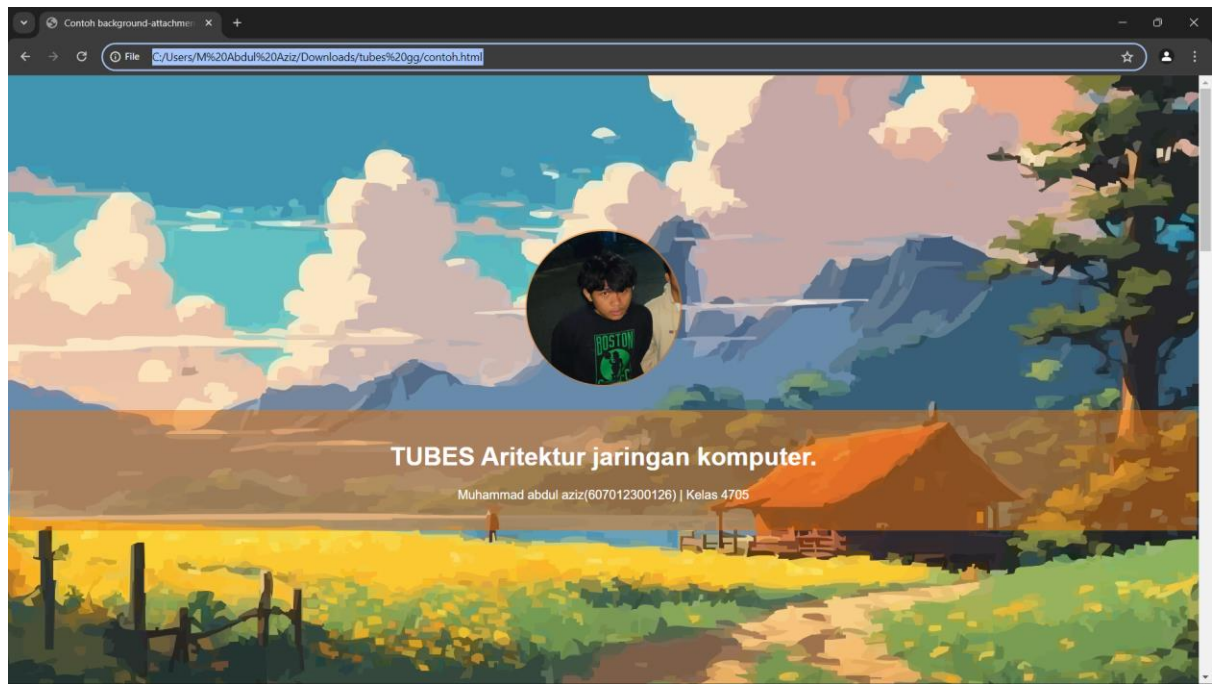 Contoh background-attachmen
File C:/Users/M%20Abdul%20Aziz/Downloads/tubes%20gg/contoh.html
BOSTON
TUBES Aritektur jaringan komputer.
Muhammad abdul aziz(607012300126) | Kelas 4705